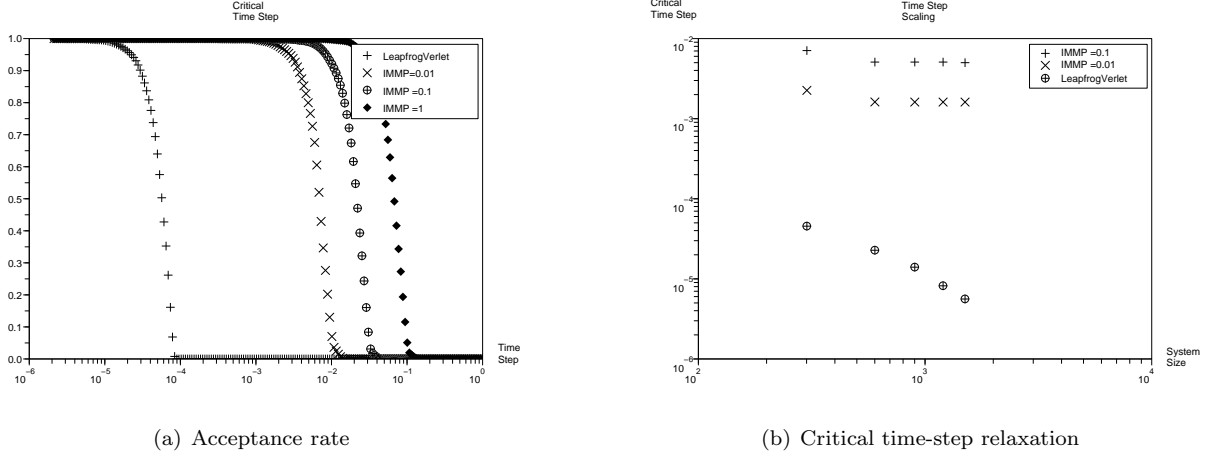 Critical
Time Step
1.0
0.9
0.8
0.7
0.6
0.5
0.4
0.3
0.2
0.1
0.0
10^-6
10^-5
10^-4
10^-3
10^-2
10^-1
10^0
Time
Step
LeapfrogVerlet
IMMP=0.01
IMMP =0.1
IMMP =1
(a) Acceptance rate
Critical
Time Step
Time Step
Scaling
10^-2
10^-3
10^-4
10^-5
10^-6
10^2
10^3
10^4
System
Size
IMMP =0.1
IMMP =0.01
LeapfrogVerlet
(b) Critical time-step relaxation